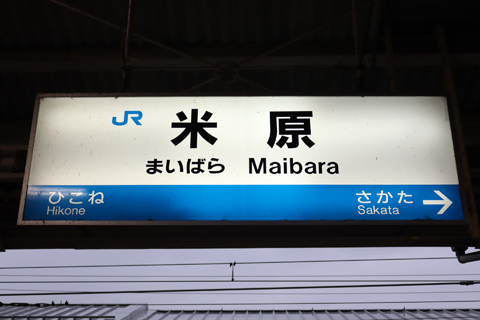 JR 米原
まいばら Maibara
ひこね さかた →
Hikone Sakata